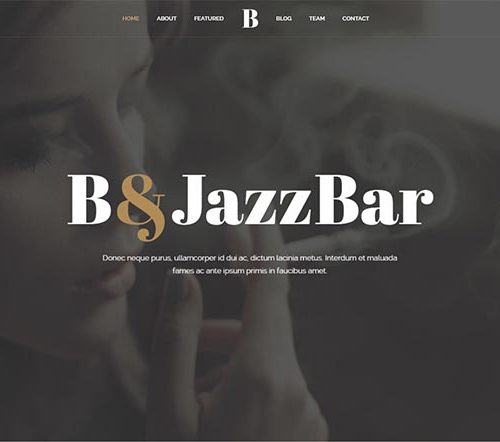 HOME ABOUT FEATURED B BLOG TEAM CONTACT
B&JazzBar
Donec neque purus, ullamcorper id dui ac, dictum lacinia metus. Interdum et maluada
fames ac ante ipsum primis in faucibus amet.